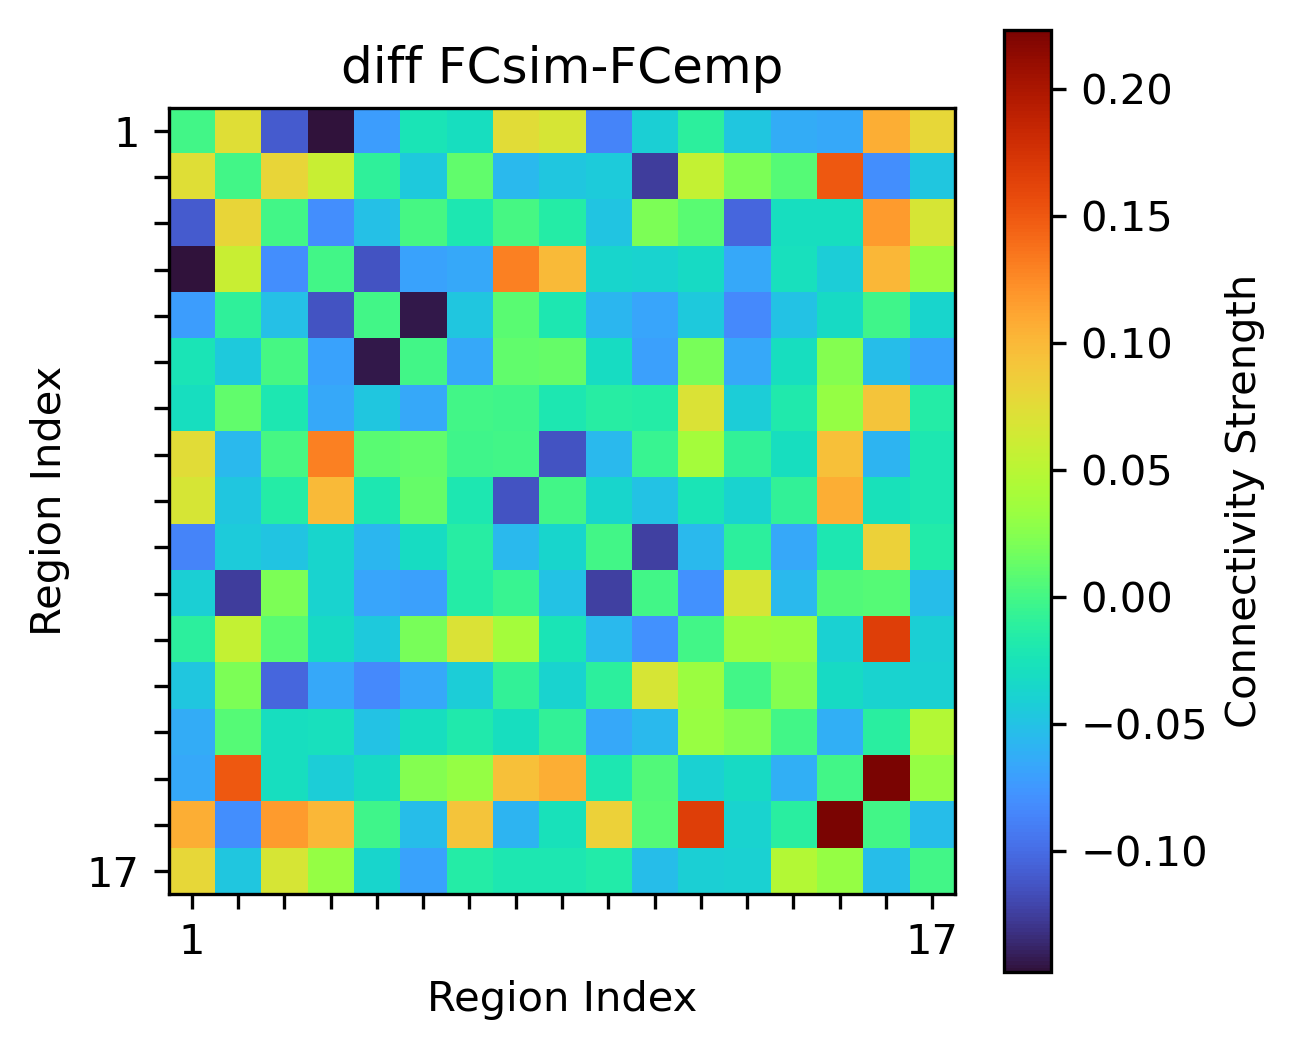 diff FCsim-FCemp
1
17
Region Index
1
17
Region Index
0.20
0.15
0.10
0.05
0.00
−0.05
−0.10
Connectivity Strength